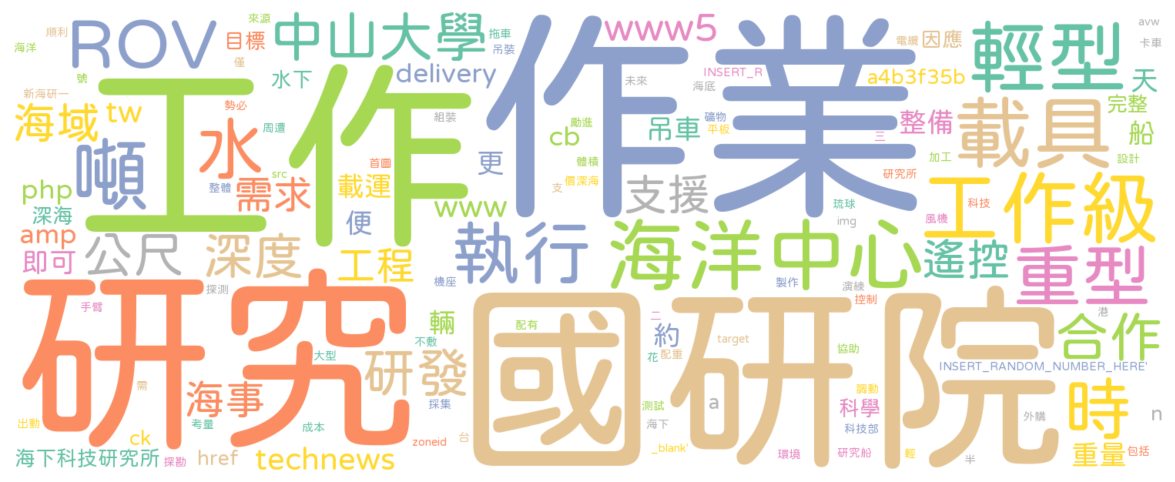 來源
順利
海洋
ROV
目標
僅
中山大學
拖車
吊裝
www5
作業
電纜
因應
輕型
avw
卡車
天
號
水下
delivery
未來
INSERT_R
海底
a4b3f35b
完整
新海研一
工作
海域
tw
勢必
周遭
水
組裝
勵進
cb
吊車
礦物
平板
三
整備
載具
船
噸
首圖
src
更
體積
僖深海
支
支援
加工
設計
研究所
php
深海
整體
需求
載運
便
www
琉球
img
風機
科技
工作級
amp
即可
公尺
深度
工程
執行
海洋中心
遙控
重型
機座
製作
演練
控制
探測
手臂
研究
國研院
港
輛
配有
二
約
target
合作
不敷
大型
花
配重
協助
INSERT_RANDOM_NUMBER_HERE'
研發
需
海事
採集
調動
時
測試
a
科學
n
出動
考量
成本
海下
科技部
外購
ck
zoneid
台
_blank'
海下科技研究所
探勘
href
technews
環境
研究船
輕
半
重量
包括